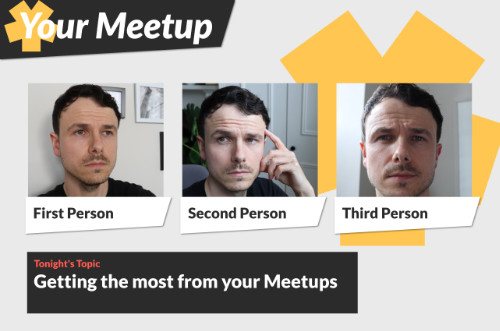 Your Meetup
First Person
Second Person
Third Person
Tonight's Topic
Getting the most from your Meetups